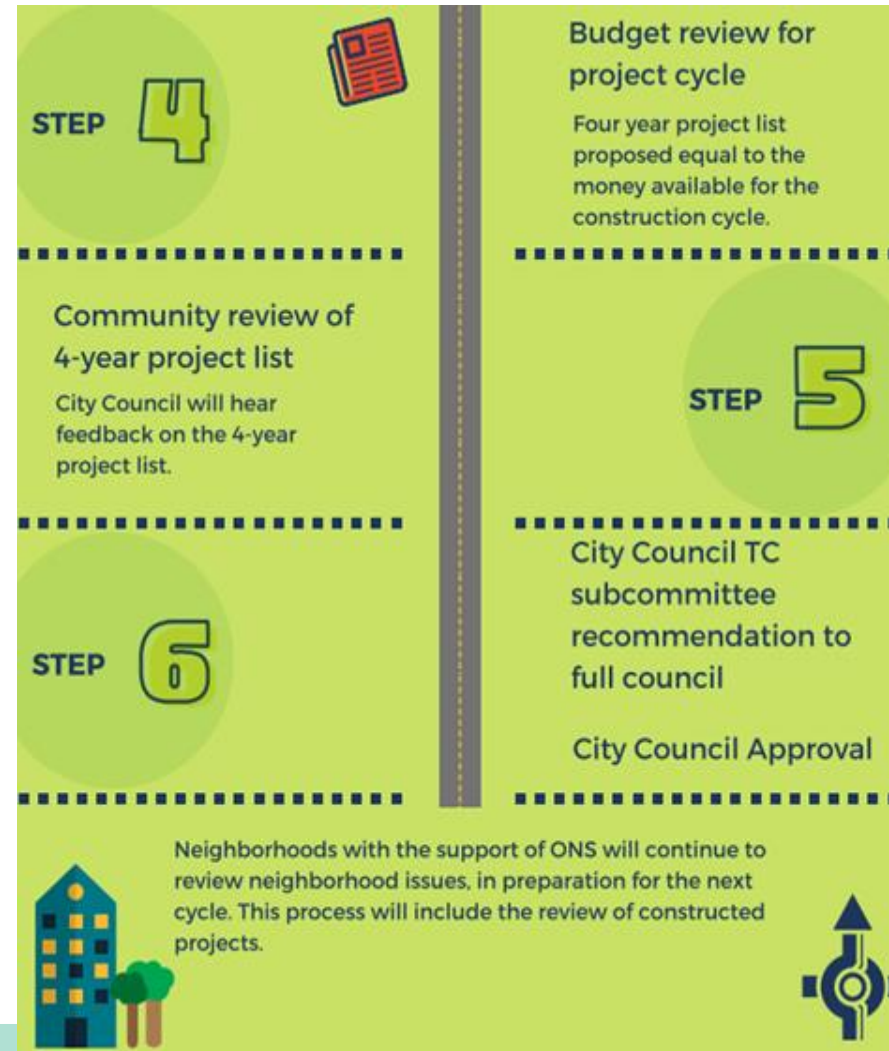 STEP 4
Budget review for
project cycle
Four year project list
proposed equal to the
money available for the
construction cycle.
Community review of
4-year project list
City Council will hear
feedback on the 4-year
project list.
STEP 5
STEP 6
City Council TC
subcommittee
recommendation to
full council
City Council Approval
Neighborhoods with the support of ONS will continue to
review neighborhood issues, in preparation for the next
cycle. This process will include the review of constructed
projects.